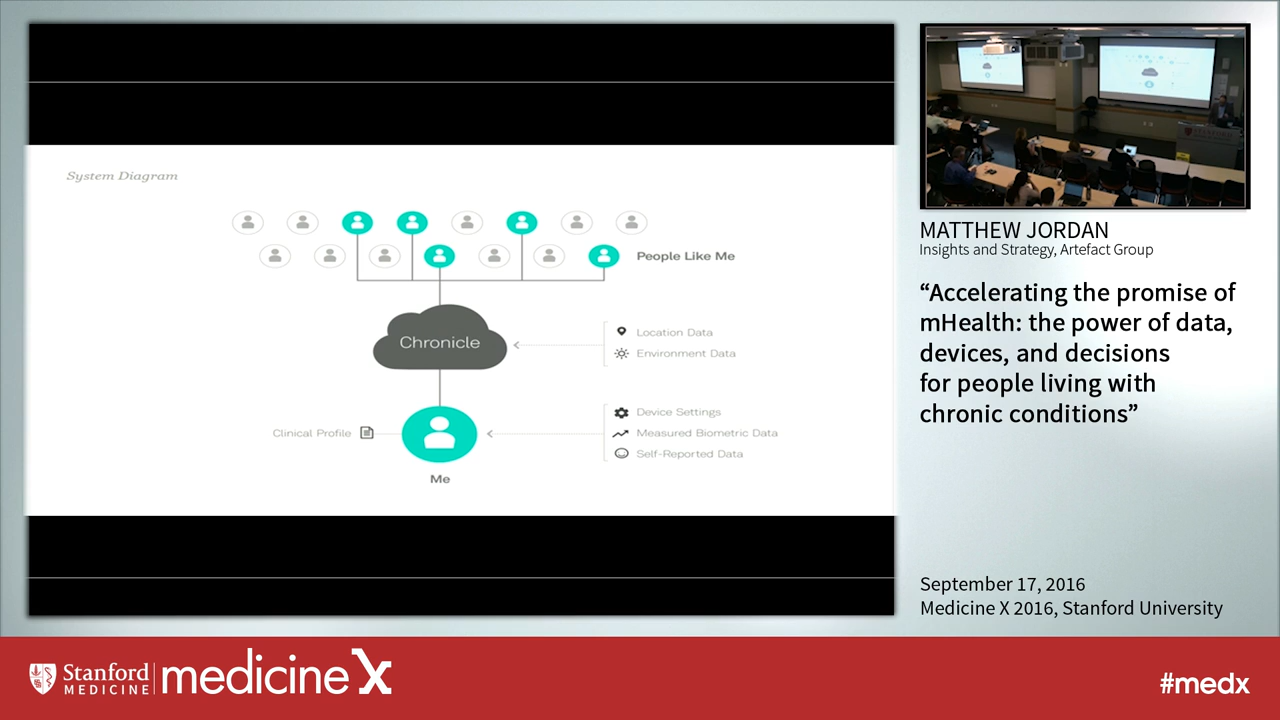 System Diagram
People Like Me
Chronicle
Location Data
Environment Data
Clinical Profile
Device Settings
Measured Biometric Data
Self-Reported Data
Me
STANFORD
MATTHEW JORDAN
Insights and Strategy, Artefact Group
“Accelerating the promise of
mHealth: the power of data,
devices, and decisions
for people living with
chronic conditions”
September 17, 2016
Medicine X 2016, Stanford University
Stanford
MEDICINE
medicineX
#medx